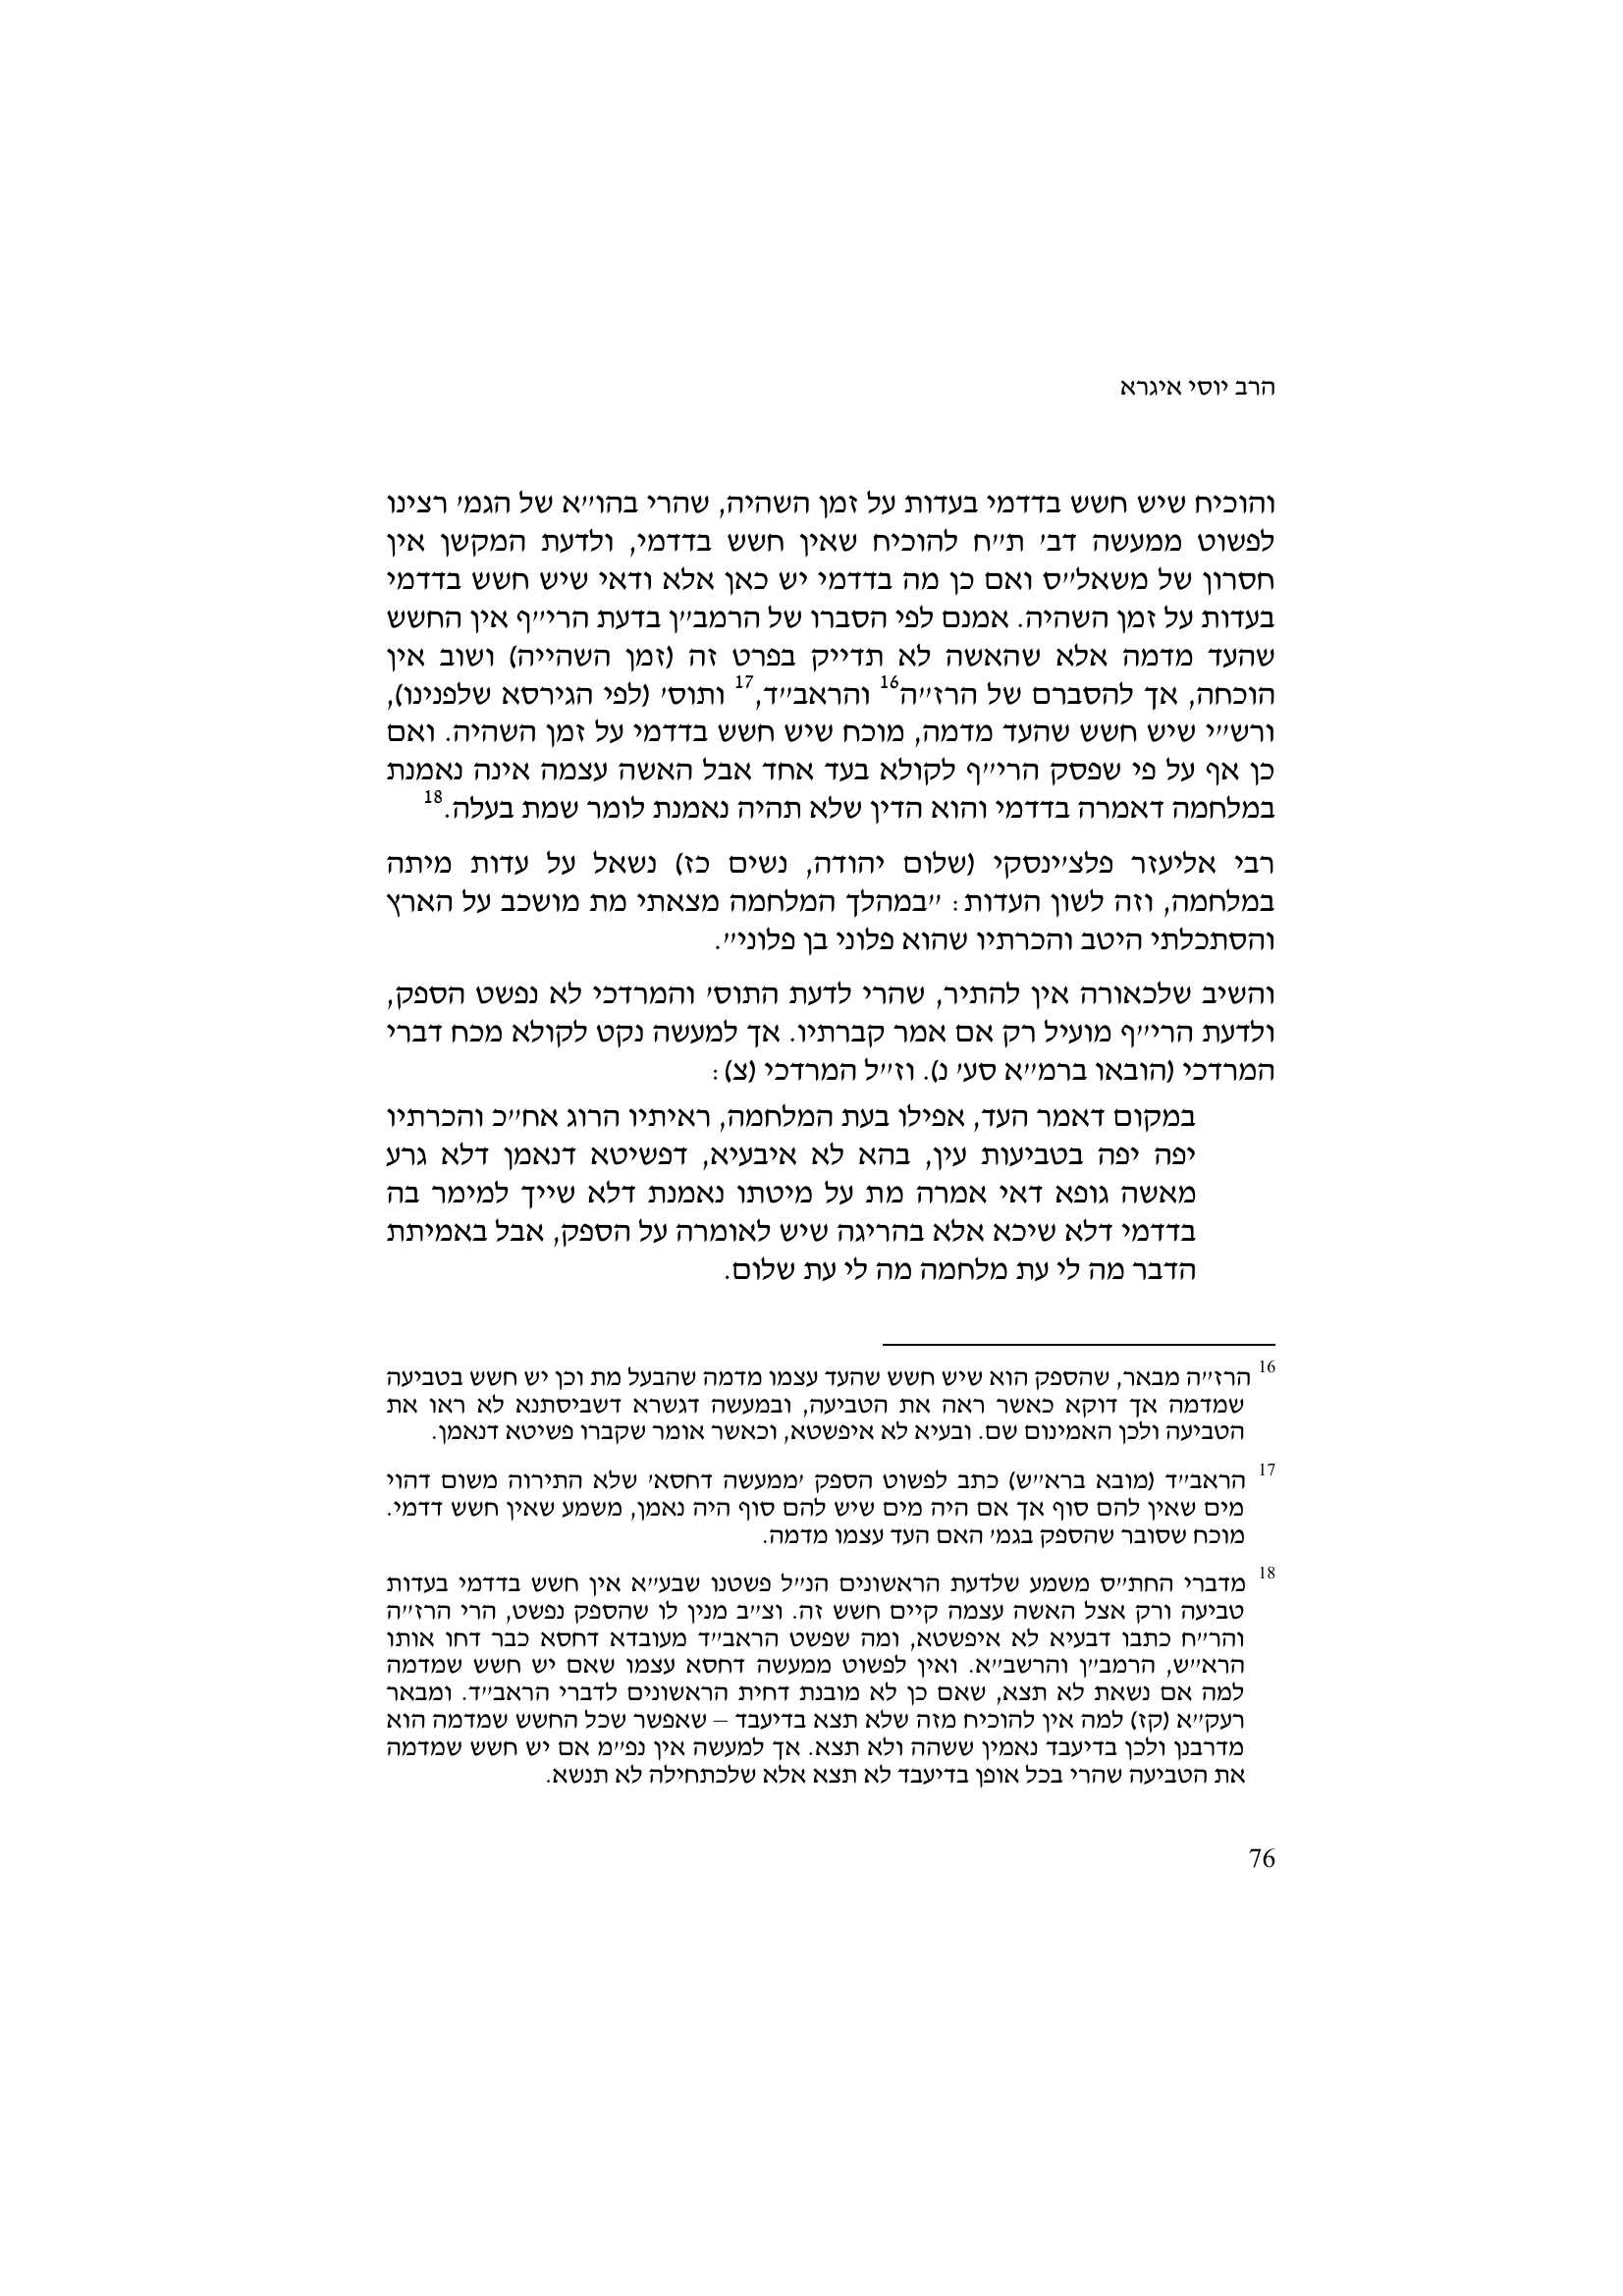 הרב יוסי איגרא
והוכיח שיש חשש בדדמי בעדות על זמן השהיה, שהרי בהו״א של הגמ׳ רצינו
לפשוט ממעשה דב׳ ת״ח להוכיח שאין חשש בדדמי, ולדעת המקשן אין
חסרון של משאל״ס ואם כן מה בדדמי יש כאן אלא ודאי שיש חשש בדדמי
בעדות על זמן השהיה. אמנם לפי הסברו של הרמב״ן בדעת הרי״ף אין החשש
שהעד מדמה אלא שהאשה לא תדייק בפרט זה (זמן השהייה) ושוב אין
הוכחה, אך להסברם של הרז״ה16 והראב״ד,17 ותוס׳ (לפי הגירסא שלפנינו),
ורש״י שיש חשש שהעד מדמה, מוכח שיש חשש בדדמי על זמן השהיה. ואם
כן אף על פי שפסק הרי״ף לקולא בעד אחד אבל האשה עצמה אינה נאמנת
במלחמה דאמרה בדדמי והוא הדין שלא תהיה נאמנת לומר שמת בעלה.18
רבי אליעזר פלצ׳ינסקי (שלום יהודה, נשים כז) נשאל על עדות מיתה
במלחמה, וזה לשון העדות: ״במהלך המלחמה מצאתי מת מושכב על הארץ
והסתכלתי היטב והכרתיו שהוא פלוני בן פלוני״.
והשיב שלכאורה אין להתיר, שהרי לדעת התוס׳ והמרדכי לא נפשט הספק,
ולדעת הרי״ף מועיל רק אם אמר קברתיו. אך למעשה נקט לקולא מכח דברי
המרדכי (הובאו ברמ״א סע׳ נ). וז״ל המרדכי (צ):
במקום דאמר העד, אפילו בעת המלחמה, ראיתיו הרוג אח״כ והכרתיו
יפה יפה בטביעות עין, בהא לא איבעיא, דפשיטא דנאמן דלא גרע
מאשה גופא דאי אמרה מת על מיטתו נאמנת דלא שייך למימר בה
בדדמי דלא שיכא אלא בהריגה שיש לאומרה על הספק, אבל באמיתת
הדבר מה לי עת מלחמה מה לי עת שלום.
16 הרז״ה מבאר, שהספק הוא שיש חשש שהעד עצמו מדמה שהבעל מת וכן יש חשש בטביעה
שמדמה אך דוקא כאשר ראה את הטביעה, ובמעשה דגשרא דשביסתנא לא ראו את
הטביעה ולכן האמינום שם. ובעיא לא איפשטא, וכאשר אומר שקברו פשיטא דנאמן.
17 הראב״ד (מובא ברא״ש) כתב לפשוט הספק ׳ממעשה דחסא׳ שלא התירוה משום דהוי
מים שאין להם סוף אך אם היה מים שיש להם סוף היה נאמן, משמע שאין חשש דדמי.
מוכח שסובר שהספק בגמ׳ האם העד עצמו מדמה.
18 מדברי החת״ס משמע שלדעת הראשונים הנ״ל פשטנו שבע״א אין חשש בדדמי בעדות
טביעה ורק אצל האשה עצמה קיים חשש זה. וצ״ב מנין לו שהספק נפשט, הרי הרז״ה
והר״ח כתבו דבעיא לא איפשטא, ומה שפשט הראב״ד מעובדא דחסא כבר דחו אותו
הרא״ש, הרמב״ן והרשב״א. ואין לפשוט ממעשה דחסא עצמו שאם יש חשש שמדמה
למה אם נשאת לא תצא, שאם כן לא מובנת דחית הראשונים לדברי הראב״ד. ומבאר
רעק״א (קז) למה אין להוכיח מזה שלא תצא בדיעבד – שאפשר שכל החשש שמדמה הוא
מדרבנן ולכן בדיעבד נאמין ששהה ולא תצא. אך למעשה אין נפ״מ אם יש חשש שמדמה
את הטביעה שהרי בכל אופן בדיעבד לא תצא אלא שלכתחילה לא תנשא.
76